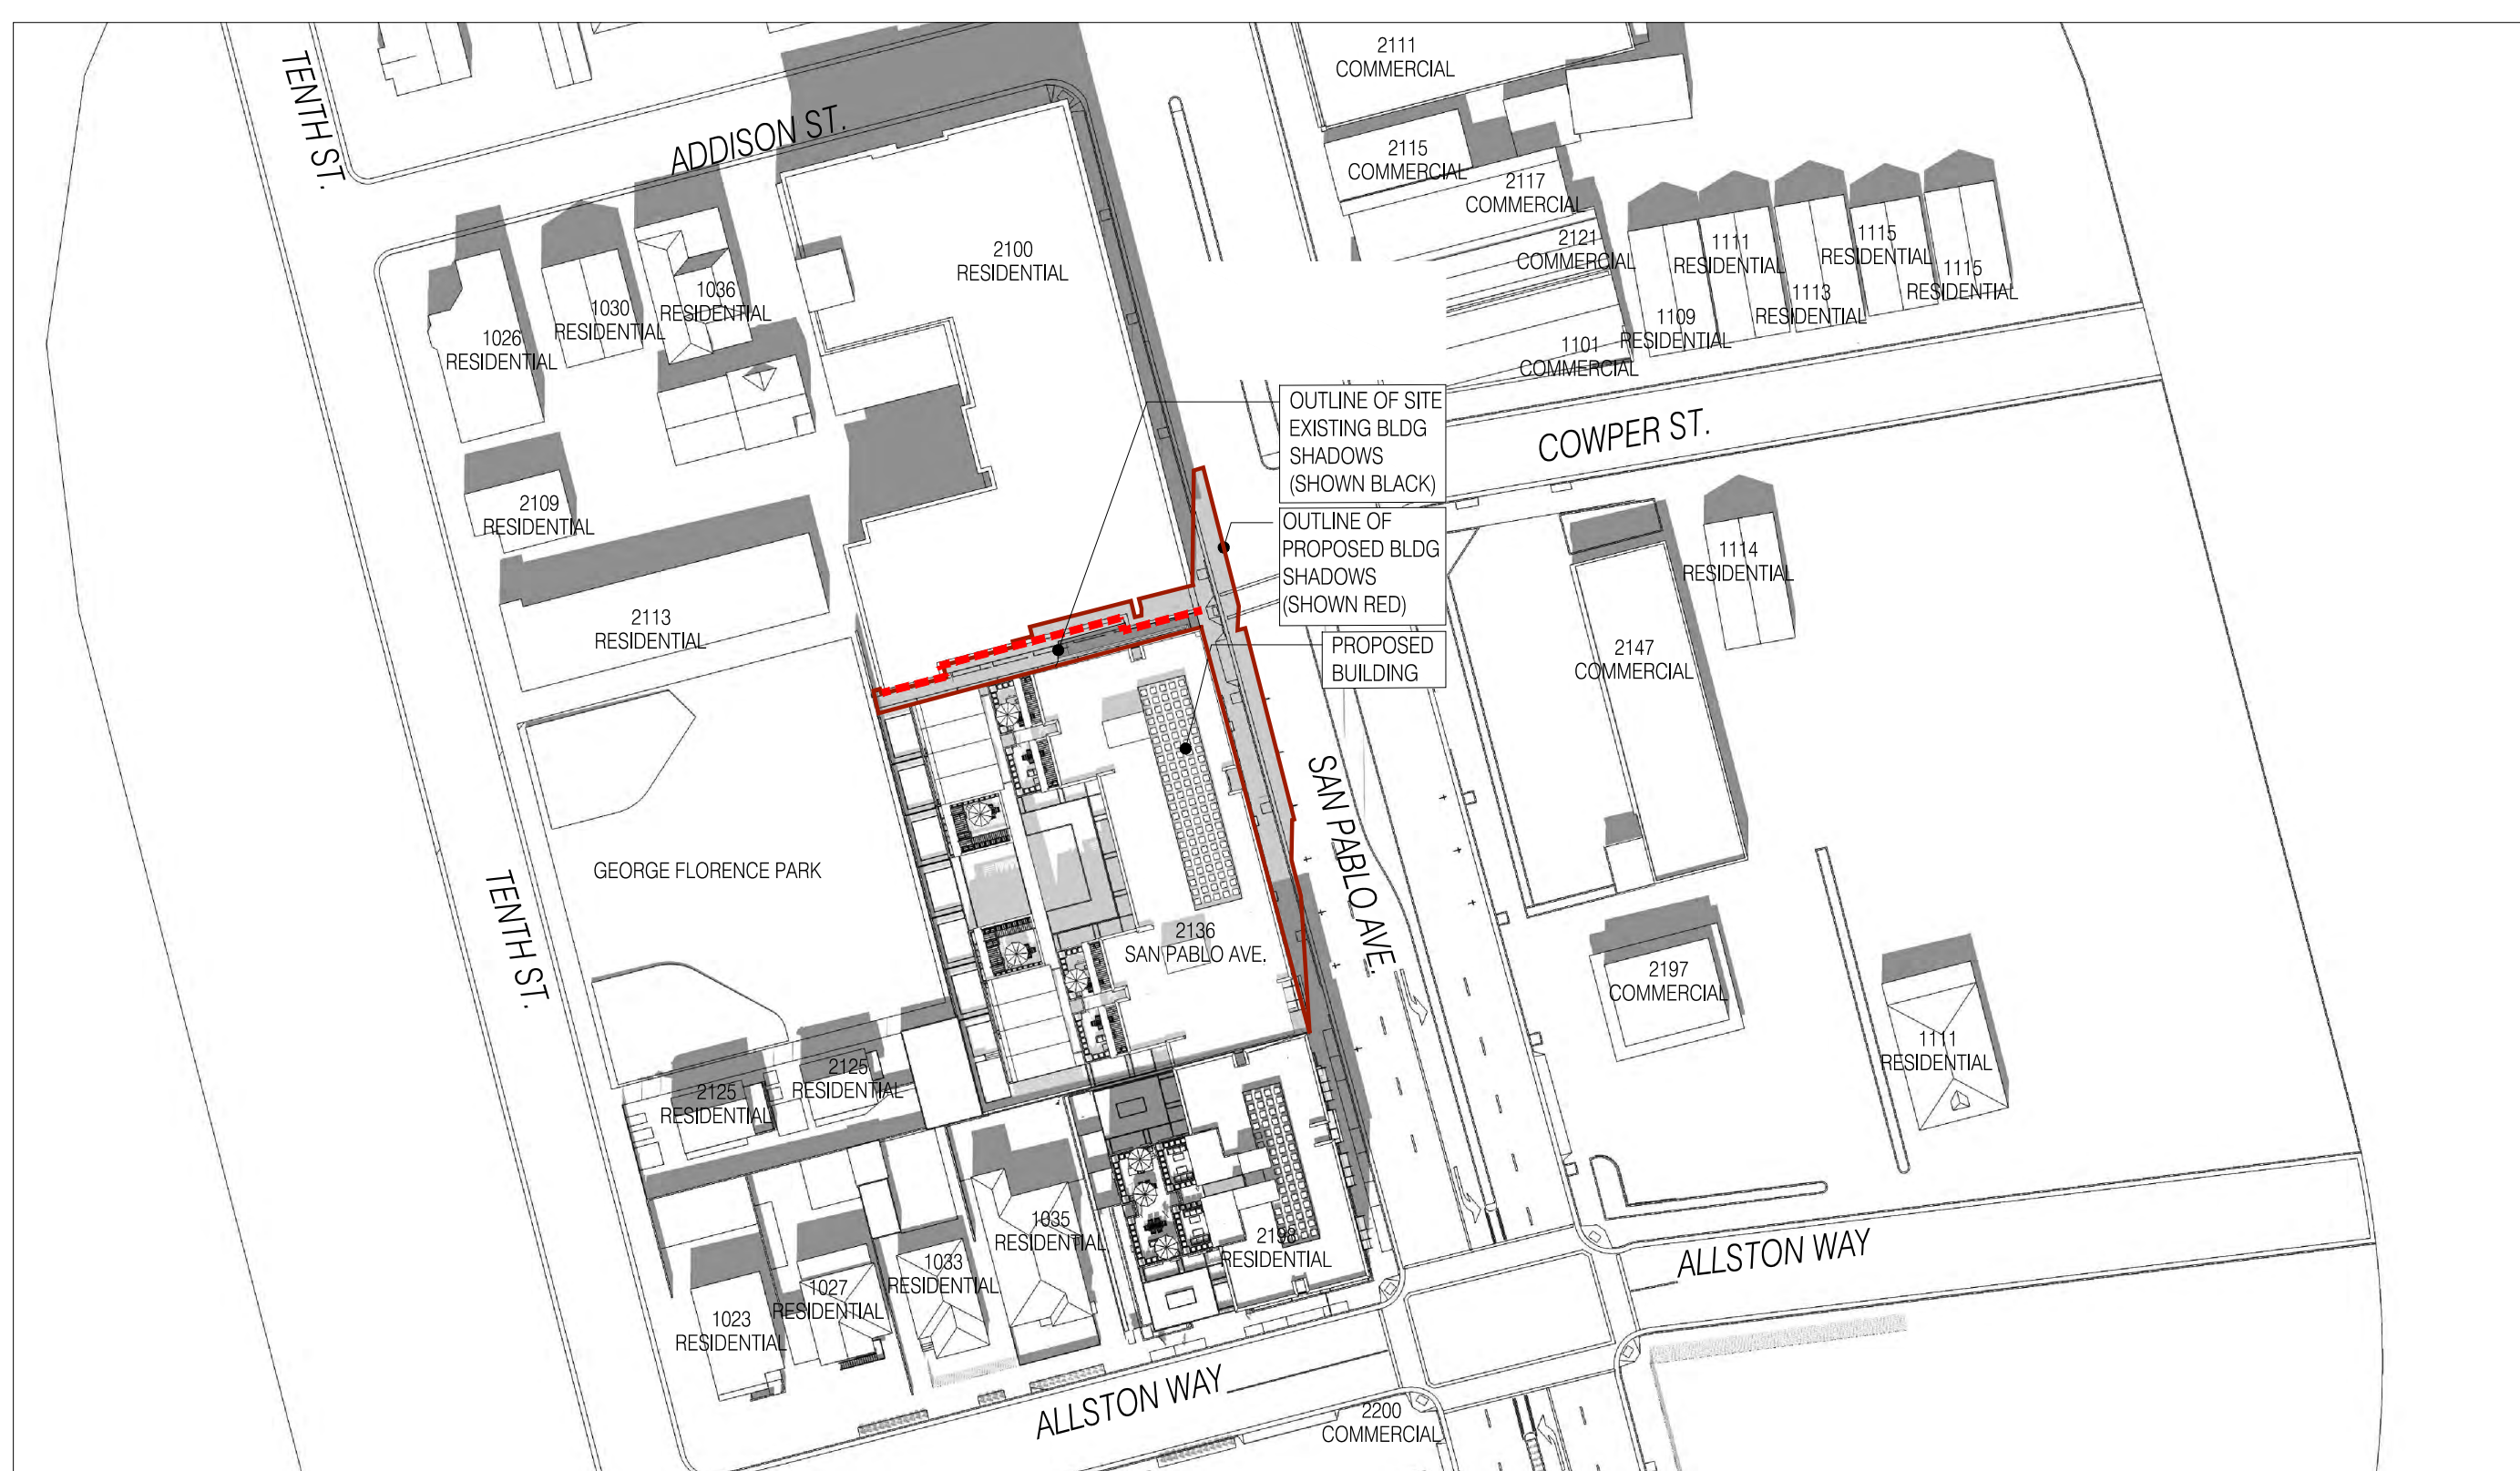 2111
COMMERCIAL
TENTH ST.
ADDISON ST.
2115
COMMERCIAL
2117
COMMERCIAL
2121
COMMERCIAL
1111
RESIDENTIAL
1115
RESIDENTIAL
1115
RESIDENTIAL
1113
RESIDENTIAL
1109
RESIDENTIAL
1101
COMMERCIAL
2100
RESIDENTIAL
1036
RESIDENTIAL
1030
RESIDENTIAL
1026
RESIDENTIAL
OUTLINE OF SITE
EXISTING BLDG
SHADOWS
(SHOWN BLACK)
COWPER ST.
2109
RESIDENTIAL
OUTLINE OF
PROPOSED BLDG
SHADOWS
(SHOWN RED)
1114
RESIDENTIAL
2113
RESIDENTIAL
PROPOSED
BUILDING
2147
COMMERCIAL
SAN PABLO AVE.
GEORGE FLORENCE PARK
TENTH ST.
2136
SAN PABLO AVE.
2197
COMMERCIAL
1111
RESIDENTIAL
2125
RESIDENTIAL
2125
RESIDENTIAL
1035
RESIDENTIAL
2198
RESIDENTIAL
1033
RESIDENTIAL
1027
RESIDENTIAL
1023
RESIDENTIAL
ALLSTON WAY
ALLSTON WAY
2200
COMMERCIAL